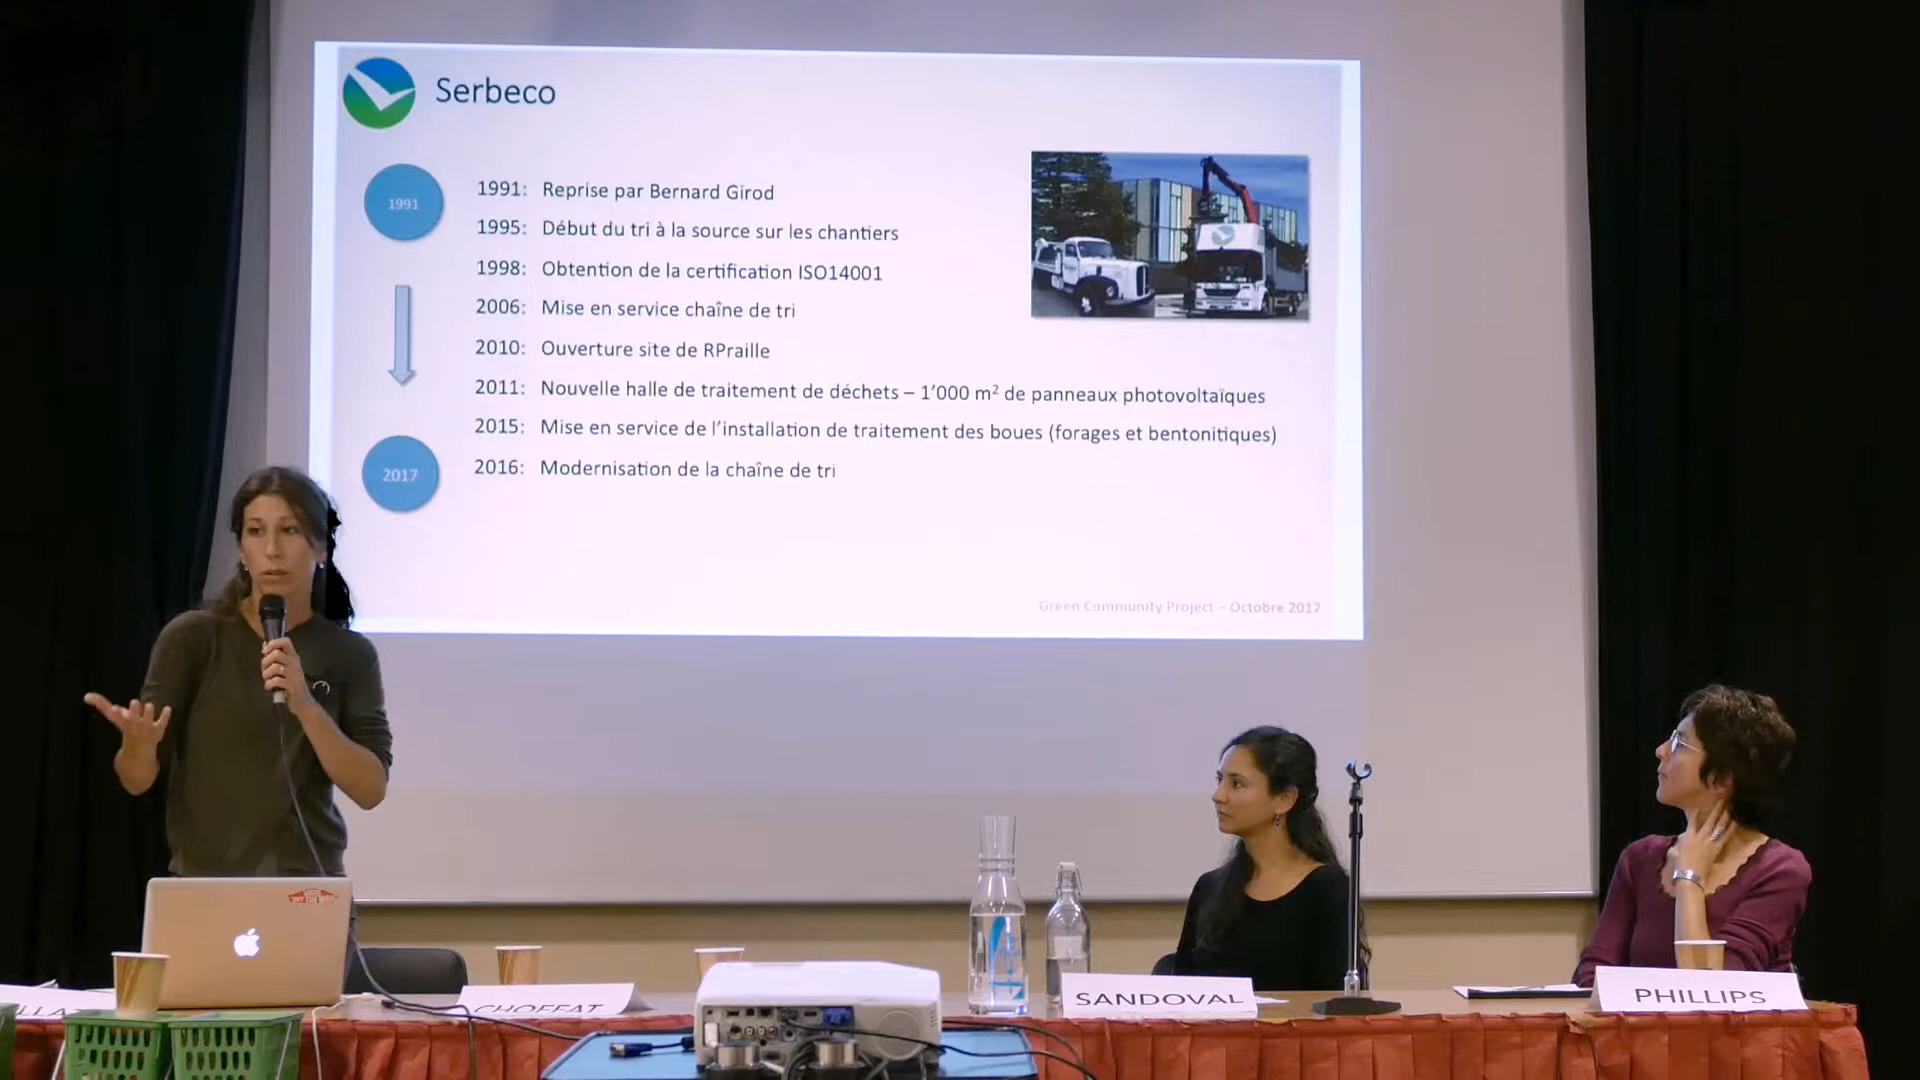 Serbeco
1991
1991: Reprise par Bernard Girod
1995: Début du tri à la source sur les chantiers
1998: Obtention de la certification ISO14001
2006: Mise en service chaîne de tri
2010: Ouverture site de RPraille
2011: Nouvelle halle de traitement de déchets – 1’000 m² de panneaux photovoltaïques
2015: Mise en service de l’installation de traitement des boues (forages et bentonitiques)
2016: Modernisation de la chaîne de tri
2017
Green Community Project – Octobre 2017
CHOFFAT
SANDOVAL
PHILLIPS